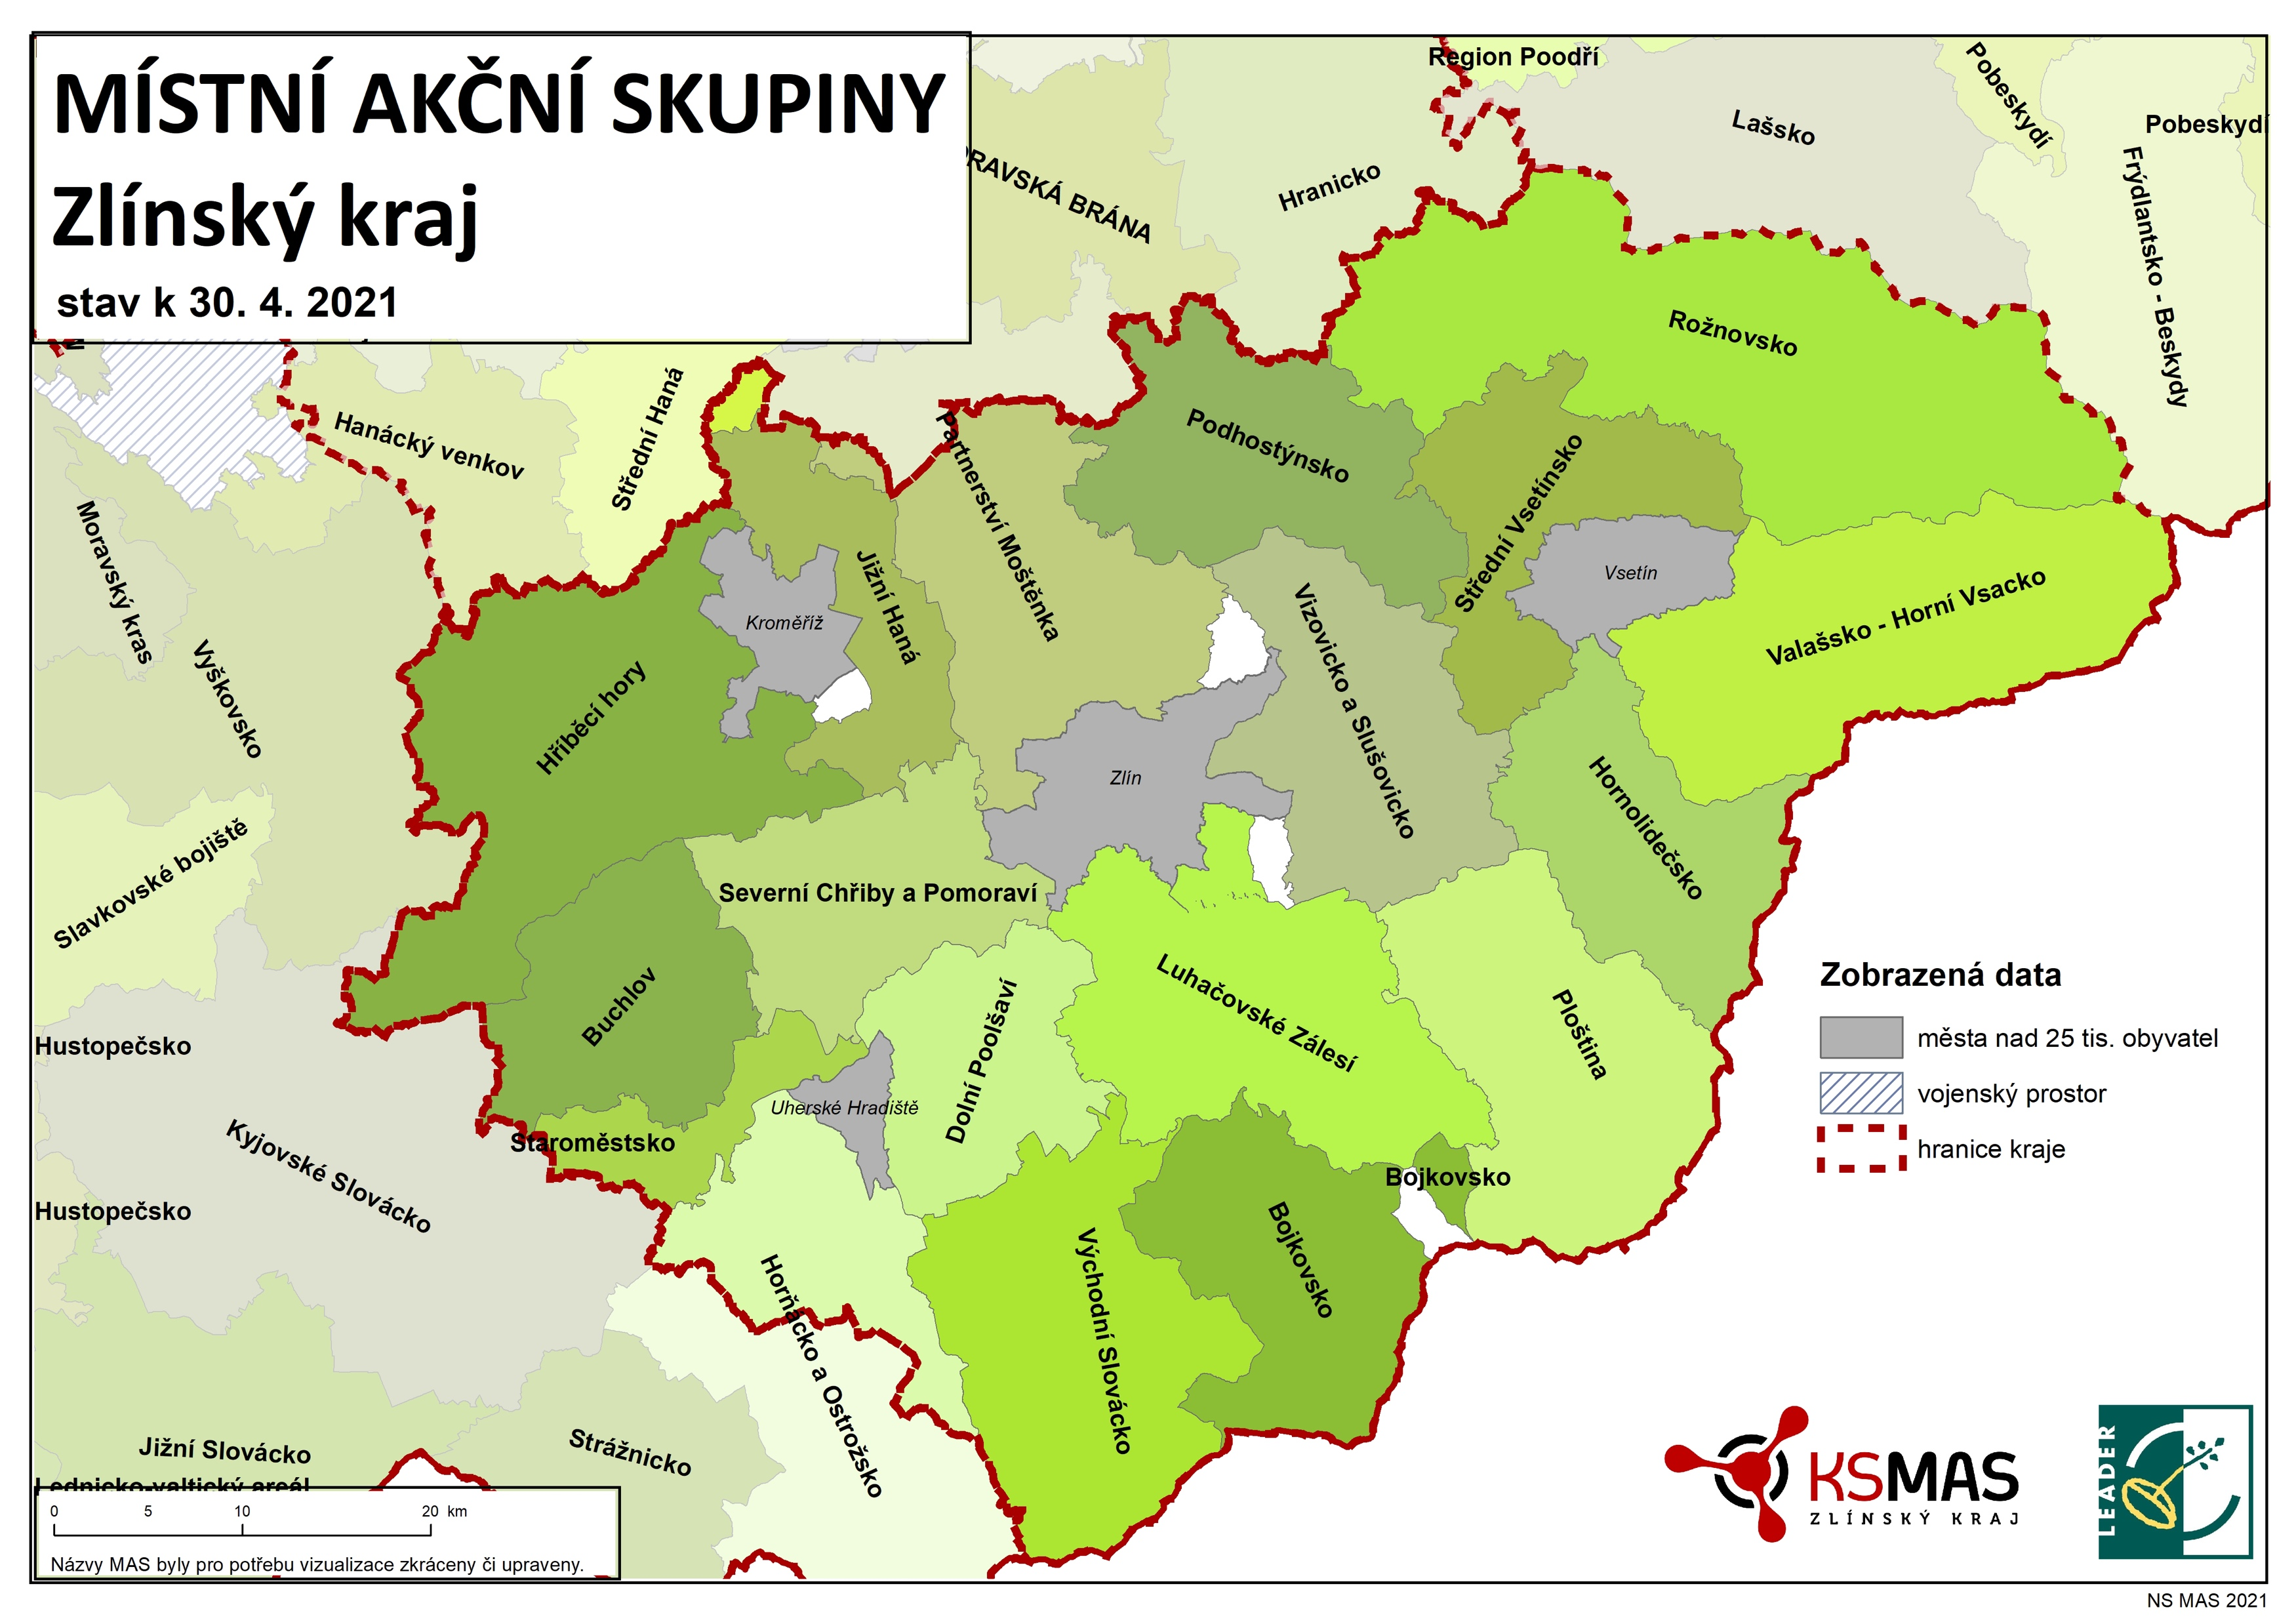 MÍSTNÍ AKČNÍ SKUPINY
Zlínský kraj
stav k 30. 4. 2021
Region Poodří
Pobeskydí
Lašsko
Pobeskydí
Hranicko
Frýdlantsko - Beskydy
RAVSKÁ BRÁNA
Rožnovsko
Střední Haná
Hanácký venkov
Partnerství Moštěnka
Podhostýnsko
Střední Vsetínsko
Moravský kras
Jižní Haná
Vsetín
Kroměříž
Vizovicko a Slušovicko
Valašsko - Horní Vsacko
Vyškovsko
Hříběcí hory
Zlín
Hornolidečsko
Slavkovské bojiště
Severní Chřiby a Pomoraví
Luhačovské Zálesí
Buchlov
Dolní Poolšaví
Ploština
Hustopečsko
Uherské Hradiště
Staroměstsko
Kyjovské Slovácko
Bojkovsko
Hustopečsko
Bojkovsko
Východní Slovácko
Horňácko a Ostrožsko
Jižní Slovácko
Strážnicko
ednicko-valtický areál
Zobrazená data
města nad 25 tis. obyvatel
vojenský prostor
hranice kraje
0 5 10 20 km
Názvy MAS byly pro potřebu vizualizace zkráceny či upraveny.
KSMAS
ZLÍNSKÝ KRAJ
LEADER
NS MAS 2021